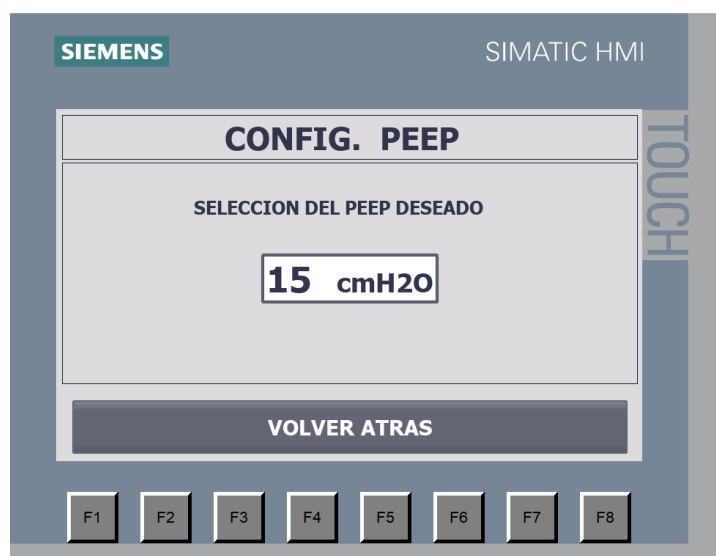 SIEMENS
SIMATIC HMI
TOUCH
CONFIG. PEEP
SELECCION DEL PEEP DESEADO
15 cmH2O
VOLVER ATRAS
F1 F2 F3 F4 F5 F6 F7 F8